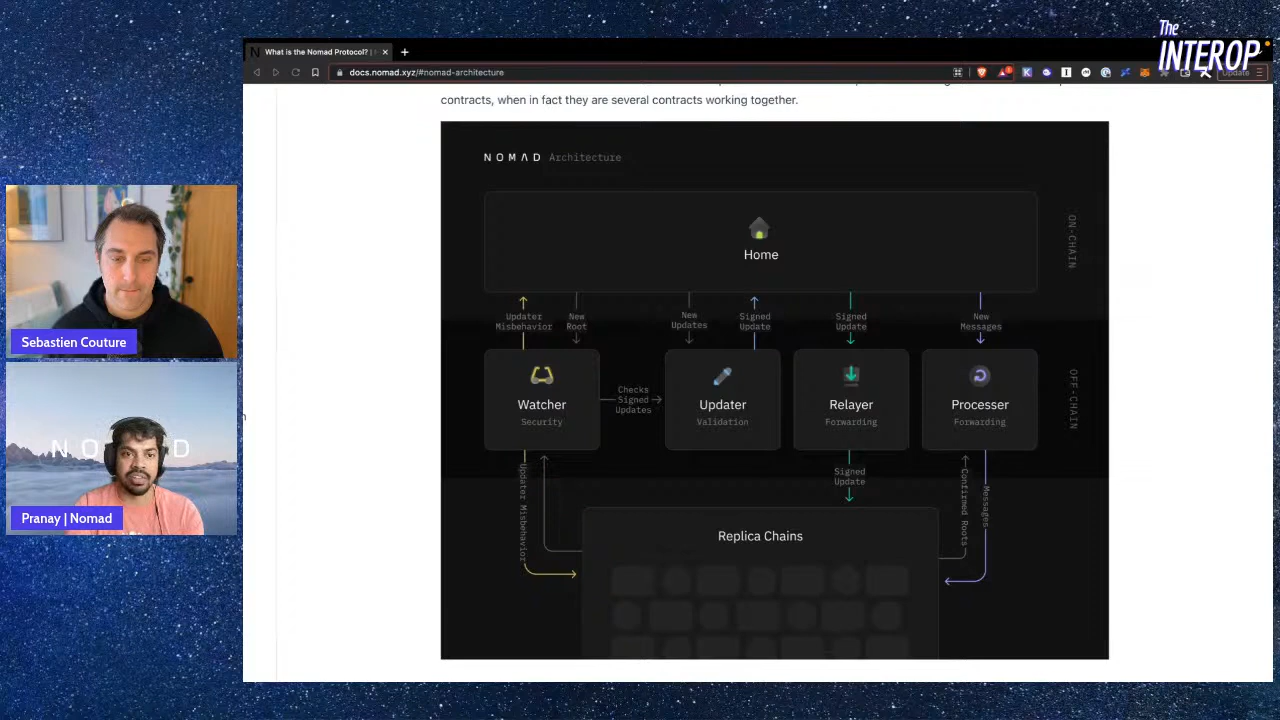 The
INTEROP
What is the Nomad Protocol? |
docs.nomad.xyz/#nomad-architecture
Update
contracts, when in fact they are several contracts working together.
NOMAD Architecture
Home
ON-CHAIN
Updater
Misbehavior
New
Root
New
Updates
Signed
Update
Signed
Update
New
Messages
Watcher
Security
Checks
Signed
Updates
Updater
Validation
Relayer
Forwarding
Processer
Forwarding
OFF-CHAIN
Updater Misbehavior
Signed
Update
Confirmed Roots
Messages
Replica Chains
Sebastien Couture
NOMAD
Pranay | Nomad